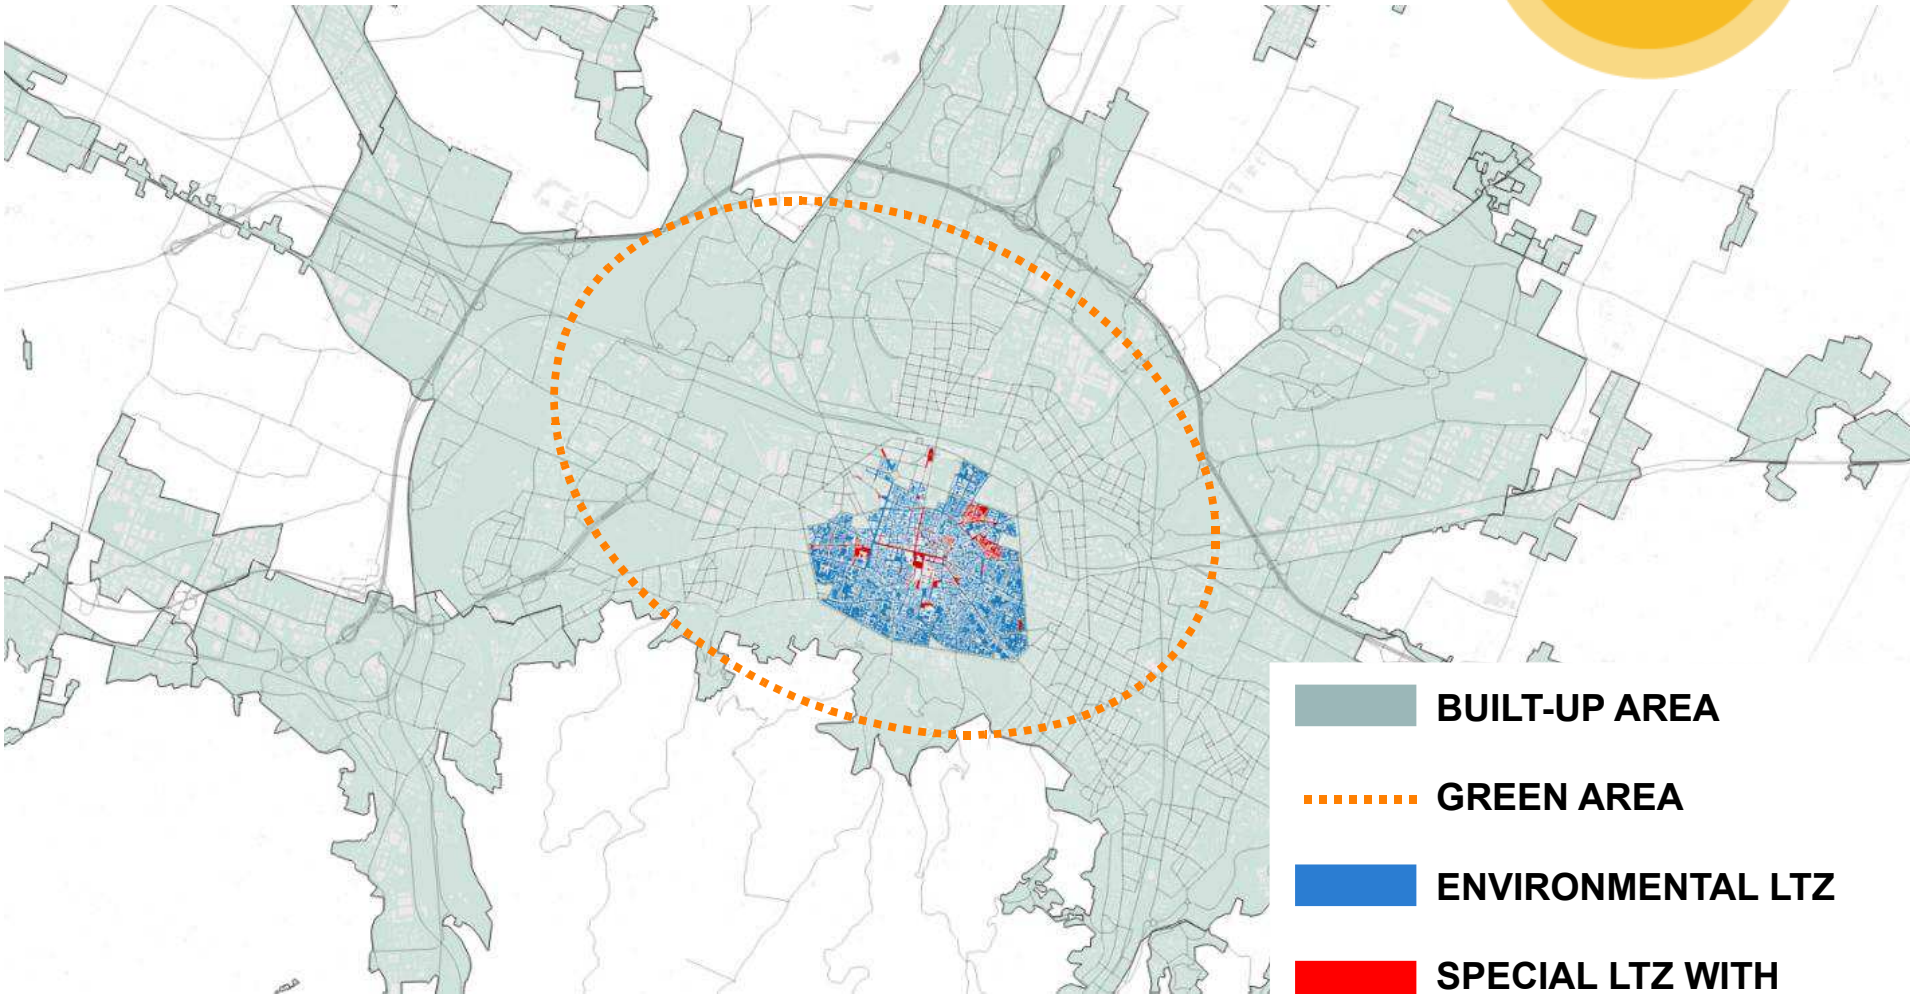 BUILT-UP AREA
GREEN AREA
ENVIRONMENTAL LTZ
SPECIAL LTZ WITH